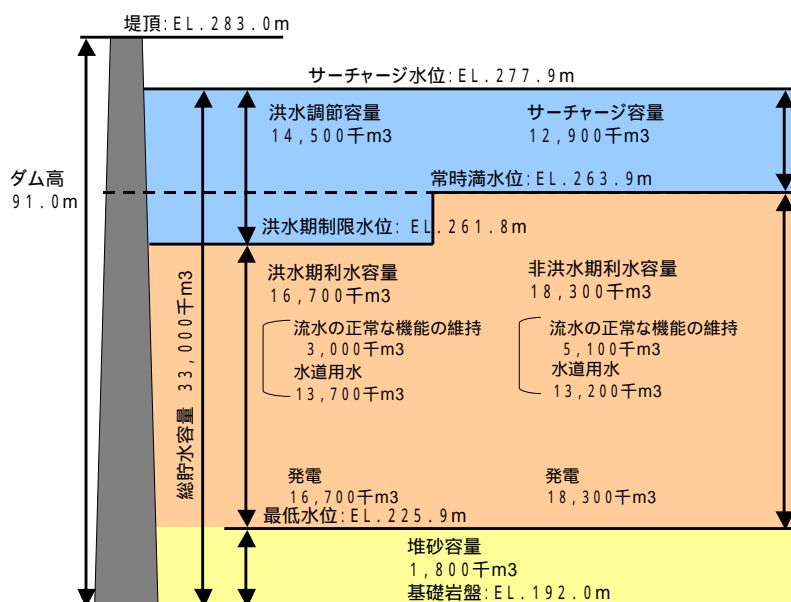 堤頂:EL.283.0m
サーチャージ水位:EL.277.9m
洪水調節容量
14,500千m3
サーチャージ容量
12,900千m3
ダム高
91.0m
常時満水位:EL.263.9m
洪水期制限水位: EL.261.8m
洪水期利水容量
16,700千m3
非洪水期利水容量
18,300千m3
流水の正常な機能の維持
3,000千m3
水道用水
13,700千m3
流水の正常な機能の維持
5,100千m3
水道用水
13,200千m3
総貯水容量 33,000千m3
発電
16,700千m3
発電
18,300千m3
最低水位:EL.225.9m
堆砂容量
1,800千m3
基礎岩盤:EL.192.0m